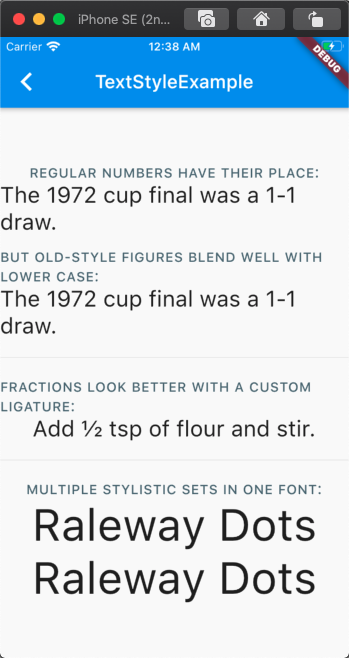 iPhone SE (2n...
Carrier 12:38 AM
DEBUG
TextStyleExample
REGULAR NUMBERS HAVE THEIR PLACE:
The 1972 cup final was a 1-1
draw.
BUT OLD-STYLE FIGURES BLEND WELL WITH
LOWER CASE:
The 1972 cup final was a 1-1
draw.
FRACTIONS LOOK BETTER WITH A CUSTOM
LIGATURE:
Add ½ tsp of flour and stir.
MULTIPLE STYLISTIC SETS IN ONE FONT:
Raleway Dots
Raleway Dots